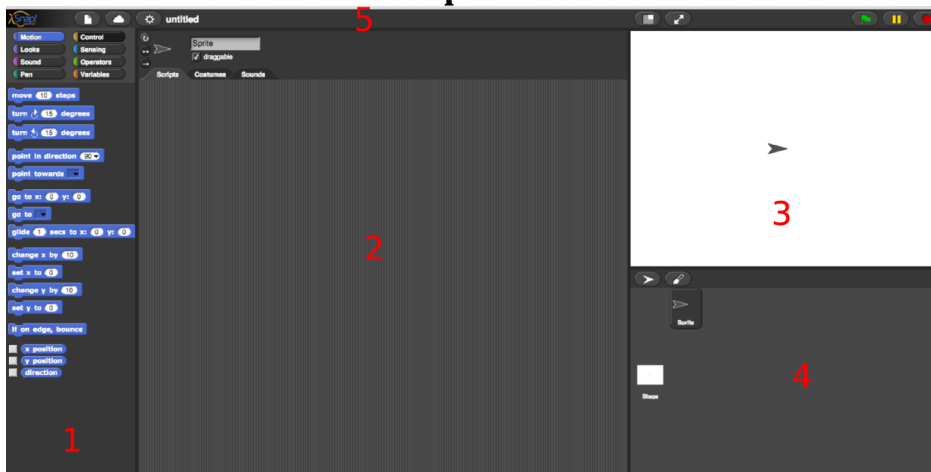 p
Snap!
untitled
5
Motion Control
Looks Sensing
Sound Operators
Pen Variables
Sprite
draggable
Scripts Costumes Sounds
move 10 steps
turn 15 degrees
turn 15 degrees
point in direction 90
point towards
go to x: 0 y: 0
go to
glide 1 secs to x: 0 y: 0
change x by 10
set x to 0
change y by 10
set y to 0
if on edge, bounce
x position
y position
direction
1
2
3
Sprite
Stage
4